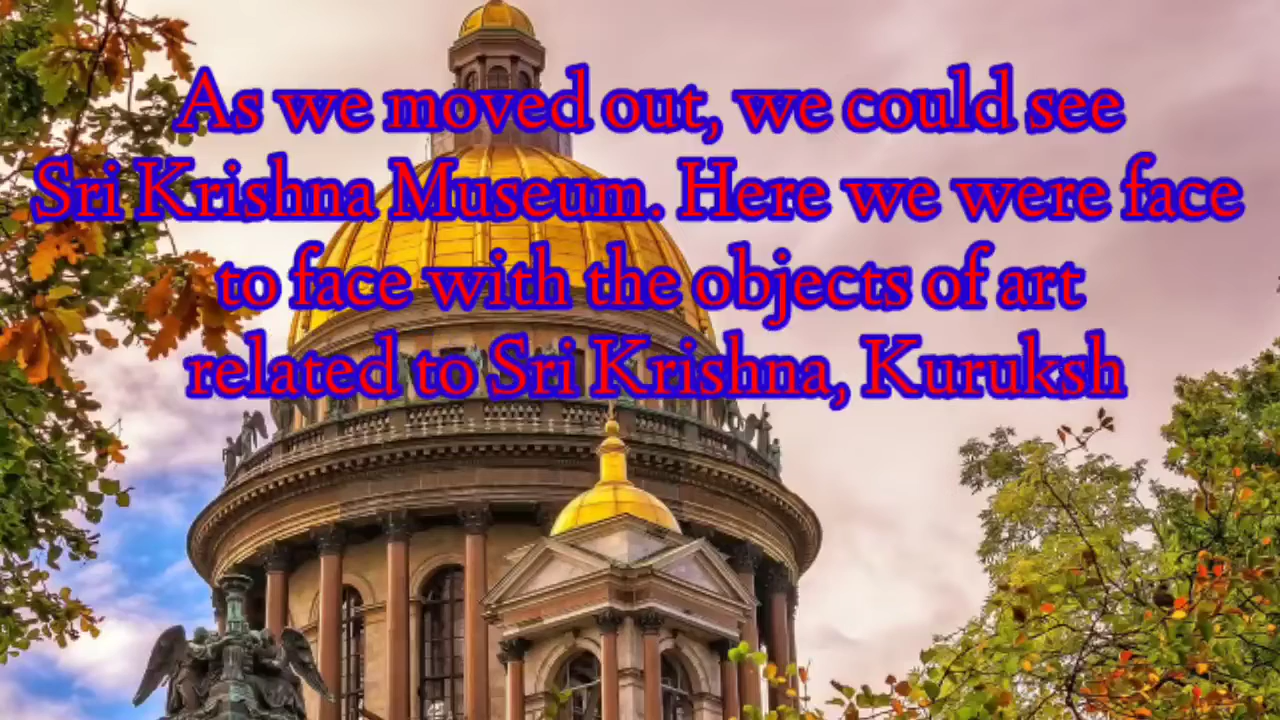 As we moved out, we could see
Sri Krishna Museum. Here we were face
to face with the objects of art
related to Sri Krishna, Kuruksh